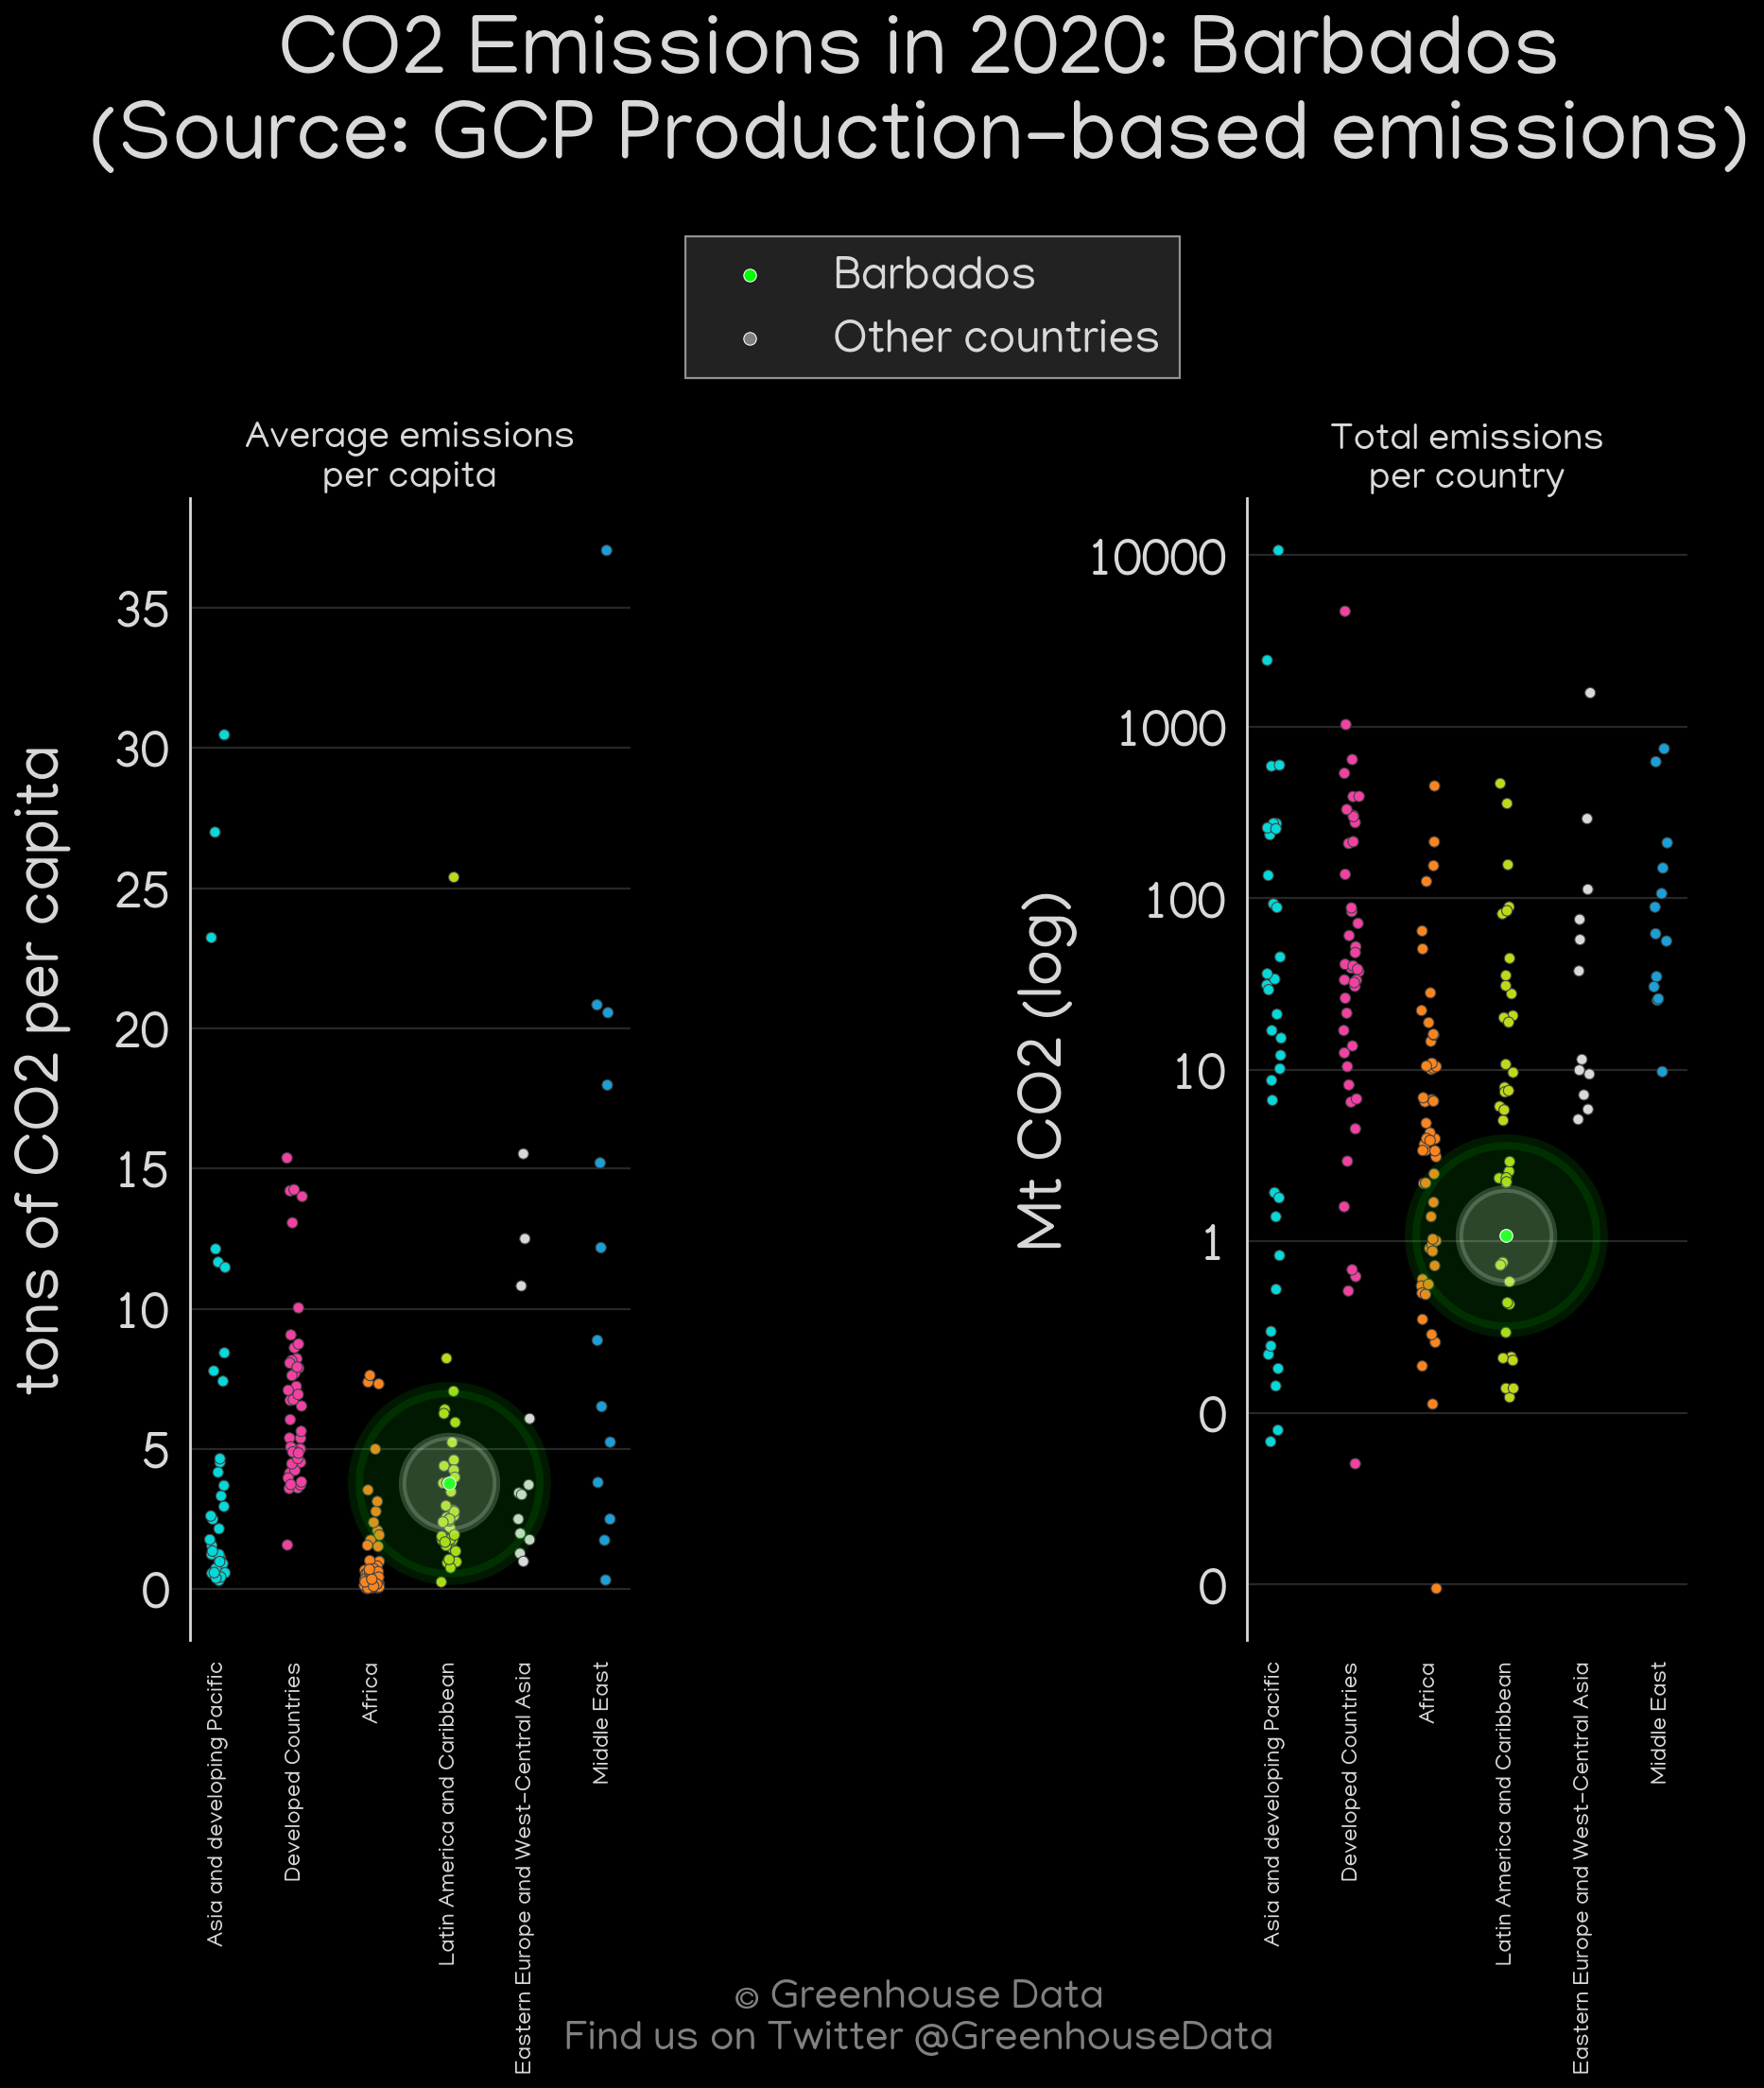 CO2 Emissions in 2020: Barbados
(Source: GCP Production-based emissions)
Barbados
Other countries
Average emissions
per capita
tons of CO2 per capita
35
30
25
20
15
10
5
0
Asia and developing Pacific
Developed Countries
Africa
Latin America and Caribbean
Eastern Europe and West-Central Asia
Middle East
Total emissions
per country
Mt CO2 (log)
10000
1000
100
10
1
0
0
Asia and developing Pacific
Developed Countries
Africa
Latin America and Caribbean
Eastern Europe and West-Central Asia
Middle East
© Greenhouse Data
Find us on Twitter @GreenhouseData